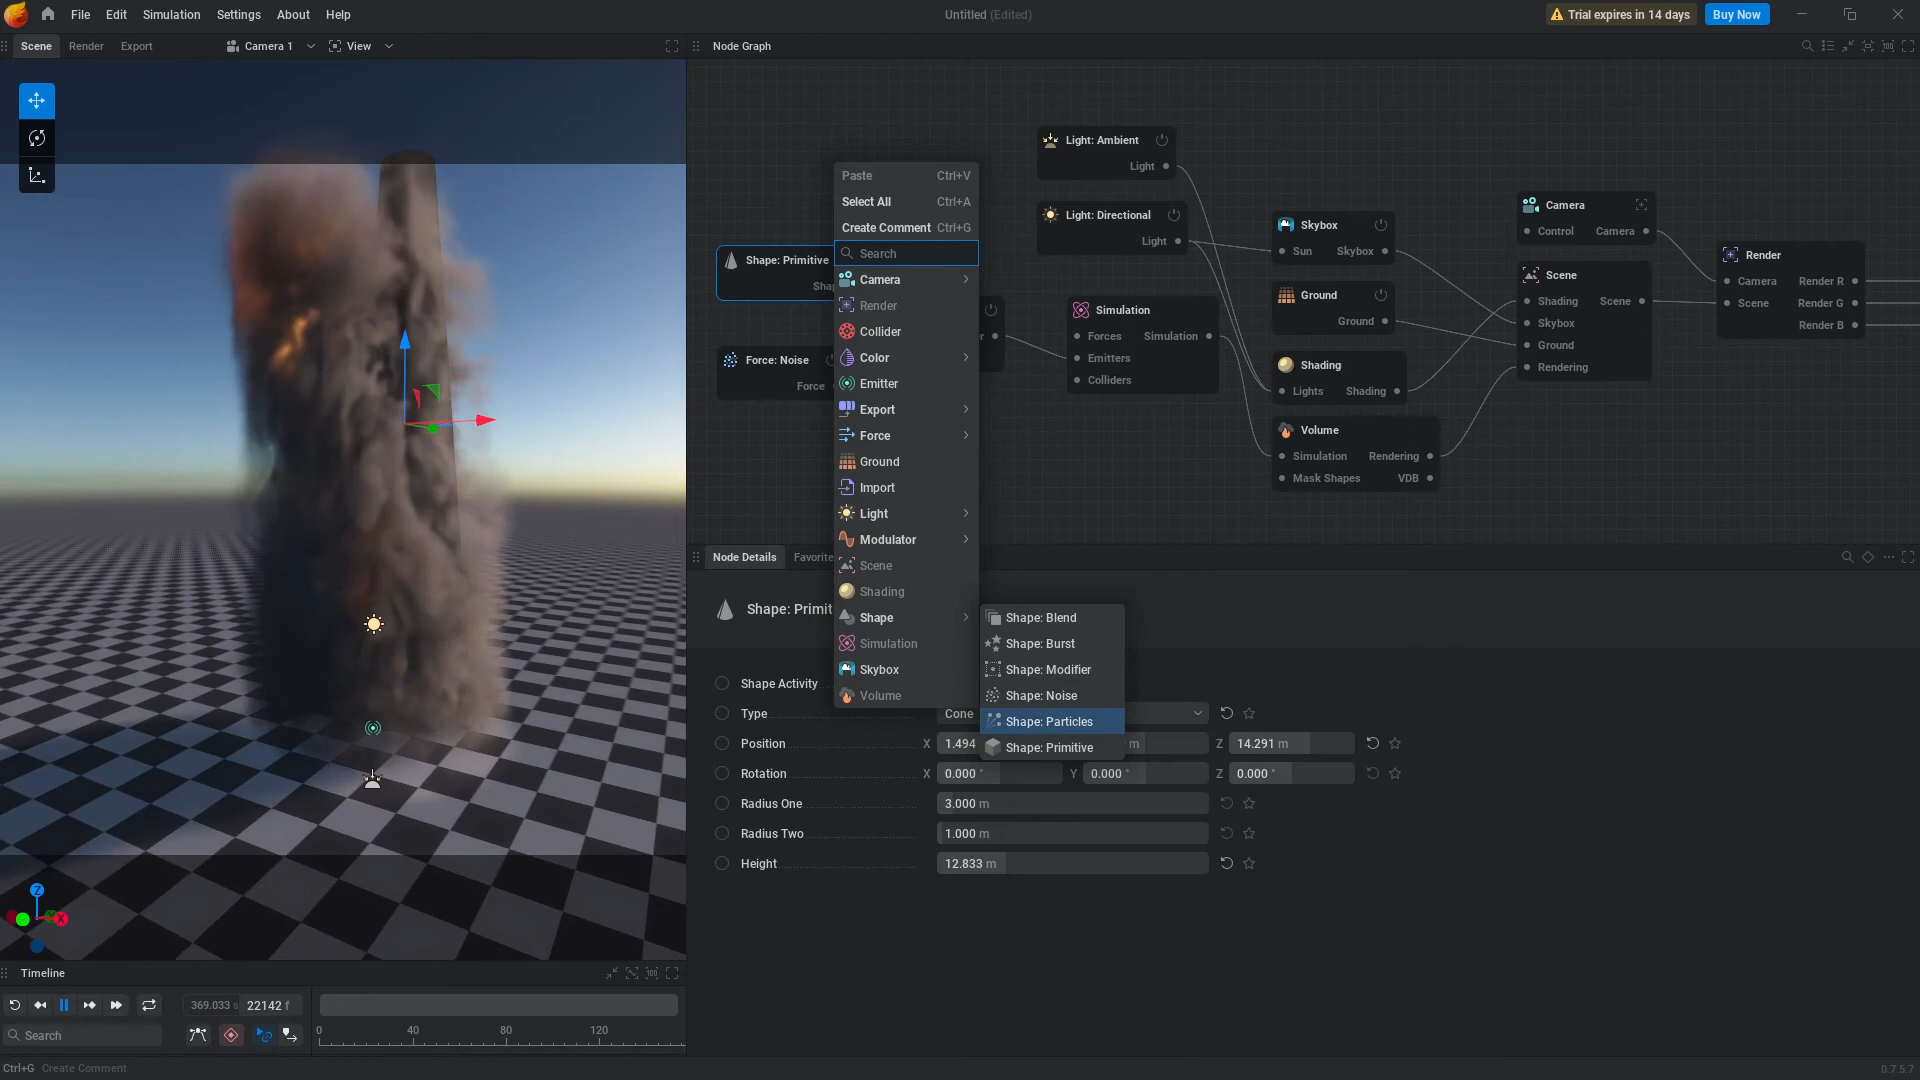 File Edit Simulation Settings About Help
Untitled (Edited)
Trial expires in 14 days
Buy Now
Scene Render Export
Camera 1
View
Node Graph
Light: Ambient
Light
Light: Directional
Light
Shape: Primitive
Force: Noise
Force
Simulation
Forces Simulation
Emitters
Colliders
Skybox
Sun Skybox
Ground
Ground
Shading
Lights Shading
Volume
Simulation Rendering
Mask Shapes VDB
Camera
Control Camera
Scene
Shading Scene
Skybox
Ground
Rendering
Render
Camera Render R
Scene Render G
Render B
Paste Ctrl+V
Select All Ctrl+A
Create Comment Ctrl+G
Search
Camera
Render
Collider
Color
Emitter
Export
Force
Ground
Import
Light
Modulator
Scene
Shading
Shape
Simulation
Skybox
Volume
Shape: Blend
Shape: Burst
Shape: Modifier
Shape: Noise
Shape: Particles
Shape: Primitive
Node Details
Shape Activity
Type Cone
Position X 1.494 m Z 14.291 m
Rotation X 0.000 ° Y 0.000 ° Z 0.000 °
Radius One 3.000 m
Radius Two 1.000 m
Height 12.833 m
Z
X
Timeline
369.033 s 22142 f
Search
0 40 80 120
Ctrl+G Create Comment
0.7.5.7